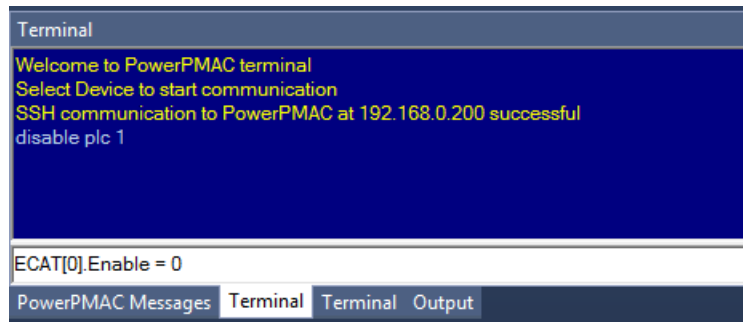 Terminal
Welcome to PowerPMAC terminal
Select Device to start communication
SSH communication to PowerPMAC at 192.168.0.200 successful
disable plc 1
ECAT[0].Enable = 0
PowerPMAC Messages Terminal Terminal Output